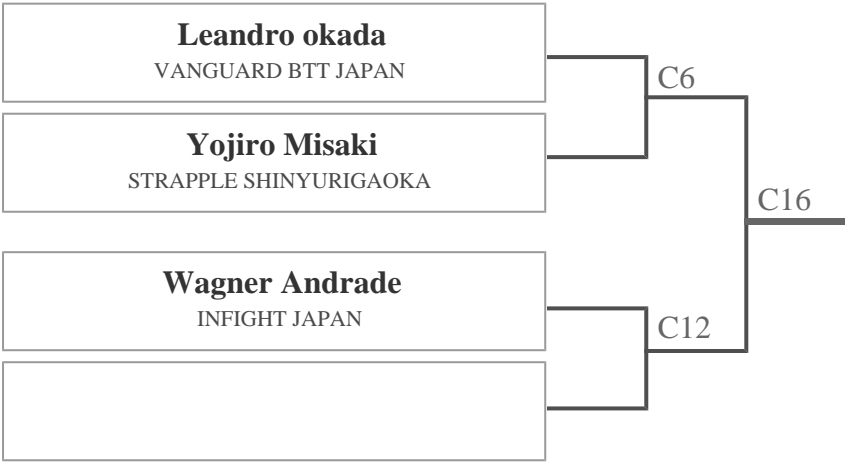 Leandro okada
VANGUARD BTT JAPAN
C6
Yojiro Misaki
STRAPPLE SHINYURIGAOKA
C16
Wagner Andrade
INFIGHT JAPAN
C12